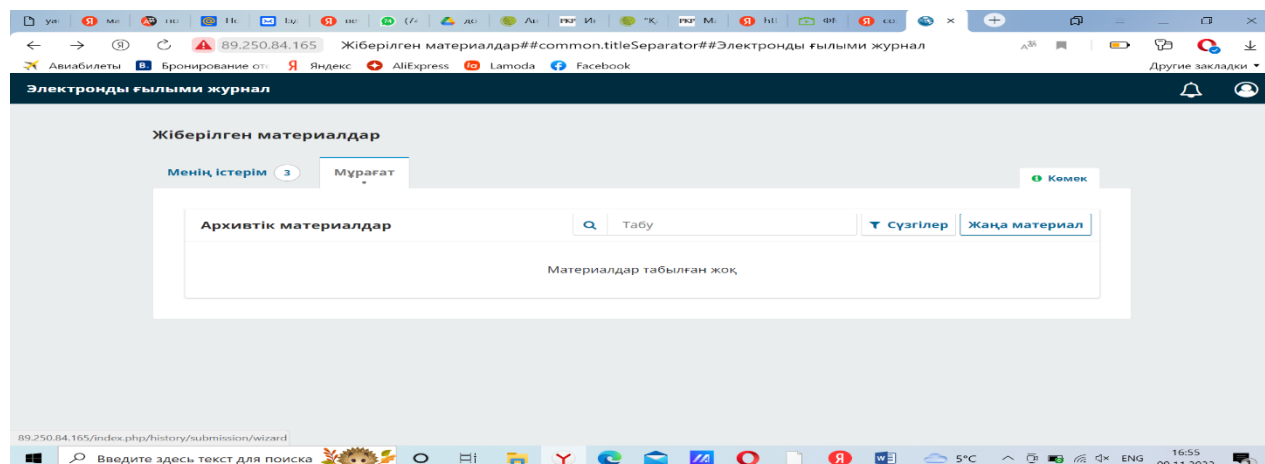 89.250.84.165 Жіберілген материалдар##common.titleSeparator##Электронды ғылыми журнал
Авиабилеты Бронирование от Яндекс AliExpress Lamoda Facebook Другие закладки
Электронды ғылыми журнал
Жіберілген материалдар
Менің істерім 3 Мұрағат
Көмек
Архивтік материалдар Табу Сүзгілер Жаңа материал
Материалдар табылған жоқ
89.250.84.165/index.php/history/submission/wizard
Введите здесь текст для поиска 5°C ENG 16:55